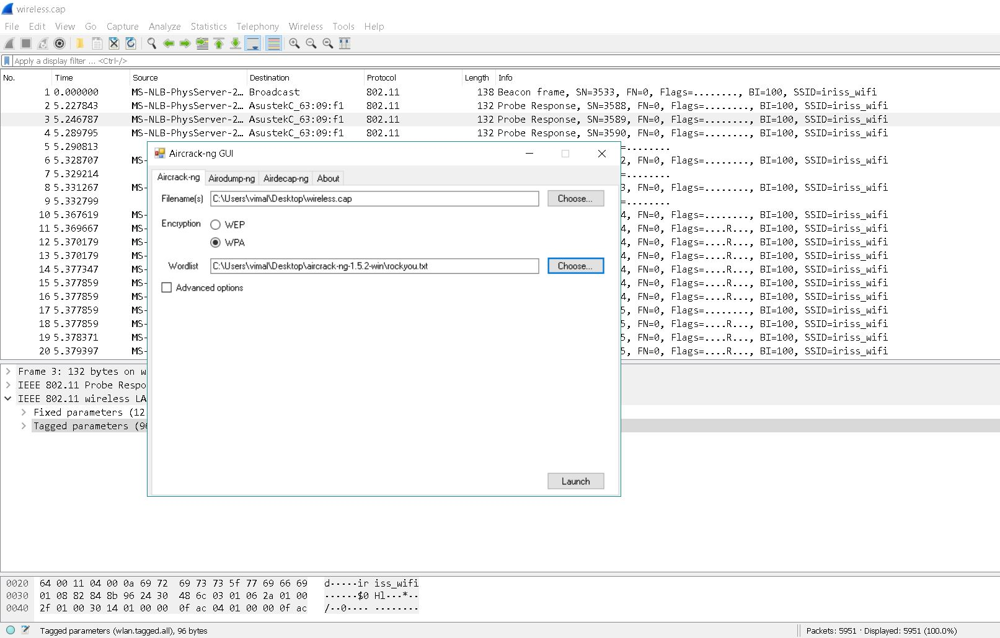 wireless.cap
File Edit View Go Capture Analyze Statistics Telephony Wireless Tools Help
Apply a display filter ... <Ctrl-/>
No. Time Source Destination Protocol Length Info
1 0.000000 MS-NLB-PhysServer-2… Broadcast 802.11 138 Beacon frame, SN=3533, FN=0, Flags=........, BI=100, SSID=iriss_wifi
2 5.227843 MS-NLB-PhysServer-2… AsustekC_63:09:f1 802.11 132 Probe Response, SN=3588, FN=0, Flags=........, BI=100, SSID=iriss_wifi
3 5.246787 MS-NLB-PhysServer-2… AsustekC_63:09:f1 802.11 132 Probe Response, SN=3589, FN=0, Flags=........, BI=100, SSID=iriss_wifi
4 5.289795 MS-NLB-PhysServer-2… AsustekC_63:09:f1 802.11 132 Probe Response, SN=3590, FN=0, Flags=........, BI=100, SSID=iriss_wifi
5 5.290813 =........
6 5.328707 MS- 2, FN=0, Flags=........, BI=100, SSID=iriss_wifi
7 5.329214 =........
8 5.331267 MS- 3, FN=0, Flags=........, BI=100, SSID=iriss_wifi
9 5.332799 =........
10 5.367619 MS- 4, FN=0, Flags=........, BI=100, SSID=iriss_wifi
11 5.369667 MS- 4, FN=0, Flags=....R..., BI=100, SSID=iriss_wifi
12 5.370179 MS- 4, FN=0, Flags=....R..., BI=100, SSID=iriss_wifi
13 5.370179 MS- 4, FN=0, Flags=....R..., BI=100, SSID=iriss_wifi
14 5.377347 MS- 4, FN=0, Flags=....R..., BI=100, SSID=iriss_wifi
15 5.377859 MS- 4, FN=0, Flags=....R..., BI=100, SSID=iriss_wifi
16 5.377859 MS- 4, FN=0, Flags=....R..., BI=100, SSID=iriss_wifi
17 5.377859 MS- 5, FN=0, Flags=........, BI=100, SSID=iriss_wifi
18 5.377859 MS- 5, FN=0, Flags=....R..., BI=100, SSID=iriss_wifi
19 5.378371 MS- 5, FN=0, Flags=....R..., BI=100, SSID=iriss_wifi
20 5.379397 MS- 5, FN=0, Flags=....R..., BI=100, SSID=iriss_wifi
Aircrack-ng GUI
Aircrack-ng Airodump-ng Airdecap-ng About
Filename(s) C:\Users\vimal\Desktop\wireless.cap Choose...
Encryption WEP
WPA
Wordlist C:\Users\vimal\Desktop\aircrack-ng-1.5.2-win\rockyou.txt Choose...
Advanced options
Launch
Frame 3: 132 bytes on w
IEEE 802.11 Probe Respo
IEEE 802.11 wireless LA
Fixed parameters (12
Tagged parameters (96
0020 64 00 11 04 00 0a 69 72 69 73 73 5f 77 69 66 69 d·····ir iss_wifi
0030 01 08 82 84 8b 96 24 30 48 6c 03 01 06 2a 01 00 ······$0 Hl···*··
0040 2f 01 00 30 14 01 00 00 0f ac 04 01 00 00 0f ac /··0···· ········
Tagged parameters (wlan.tagged.all), 96 bytes Packets: 5951 · Displayed: 5951 (100.0%)